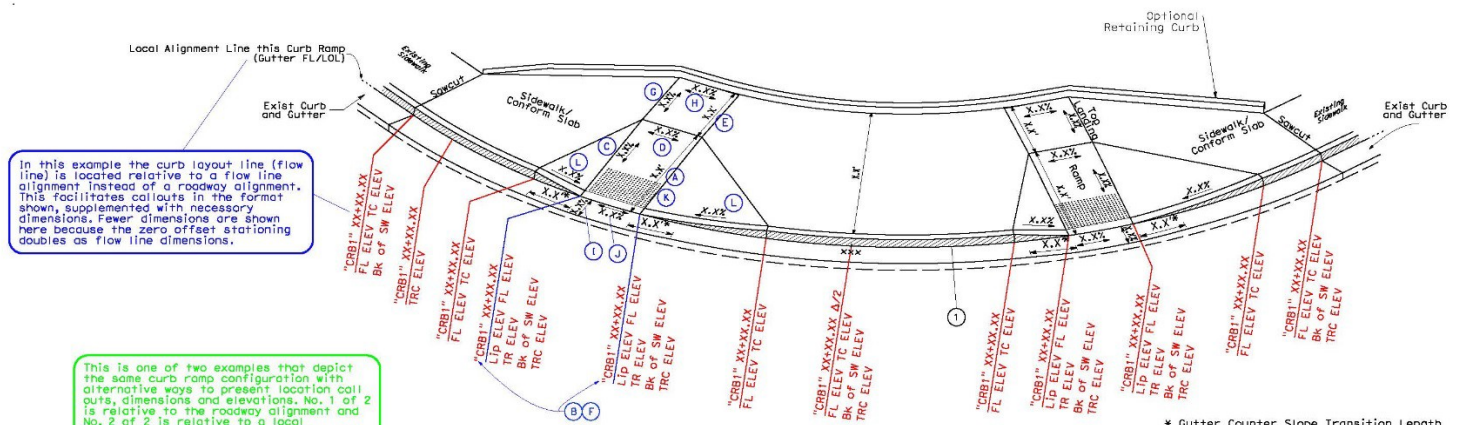 Local Alignment Line this Curb Ramp
(Gutter FL/LOL)
Existing
Sidewalk
Sawcut
Exist Curb
and Gutter
Sidewalk/
Conform Slab
Optional
Retaining Curb
G
X.X%
X.X%
H
X.X'
E
C
X.X%
D
X.X%
L
X.X%
X.X'
A
K
L
X.X%
X.X'*
X.X%
X.X'*
I
J
XX'
XXX
1
X.X%
X.X'
Top
Landing
X.X%
X.X%
X.X'
Ramp
X.X%
X.X%
X.X'*
X.X%
X.X'*
X.X%
Sidewalk/
Conform Slab
Sawcut
Existing
Sidewalk
Exist Curb
and Gutter
In this example the curb layout line (flow
line) is located relative to a flow line
alignment instead of a roadway alignment.
This facilitates callouts in the format
shown, supplemented with necessary
dimensions. Fewer dimensions are shown
here because the zero offset stationing
doubles as flow line dimensions.
"CRB1" XX+XX.XX
FL ELEV TC ELEV
Bk of SW ELEV
"CRB1" XX+XX.XX
TRC ELEV
"CRB1" XX+XX.XX
FL ELEV TC ELEV
"CRB1" XX+XX.XX
Lip ELEV FL ELEV
TR ELEV
Bk of SW ELEV
TRC ELEV
"CRB1" XX+XX.XX
Lip ELEV FL ELEV
TR ELEV
Bk of SW ELEV
TRC ELEV
"CRB1" XX+XX.XX
FL ELEV TC ELEV
"CRB1" XX+XX.XX Δ/2
FL ELEV TC ELEV
Bk of SW ELEV
TRC ELEV
"CRB1" XX+XX.XX
FL ELEV TC ELEV
"CRB1" XX+XX.XX
Lip ELEV FL ELEV
TR ELEV
Bk of SW ELEV
TRC ELEV
"CRB1" XX+XX.XX
Lip ELEV FL ELEV
TR ELEV
Bk of SW ELEV
TRC ELEV
"CRB1" XX+XX.XX
FL ELEV TC ELEV
"CRB1" XX+XX.XX
FL ELEV TC ELEV
Bk of SW ELEV
TRC ELEV
B F
This is one of two examples that depict
the same curb ramp configuration with
alternative ways to present location call
outs, dimensions and elevations. No. 1 of 2
is relative to the roadway alignment and
No. 2 of 2 is relative to a local
* Gutter Counter Slope Transition Length